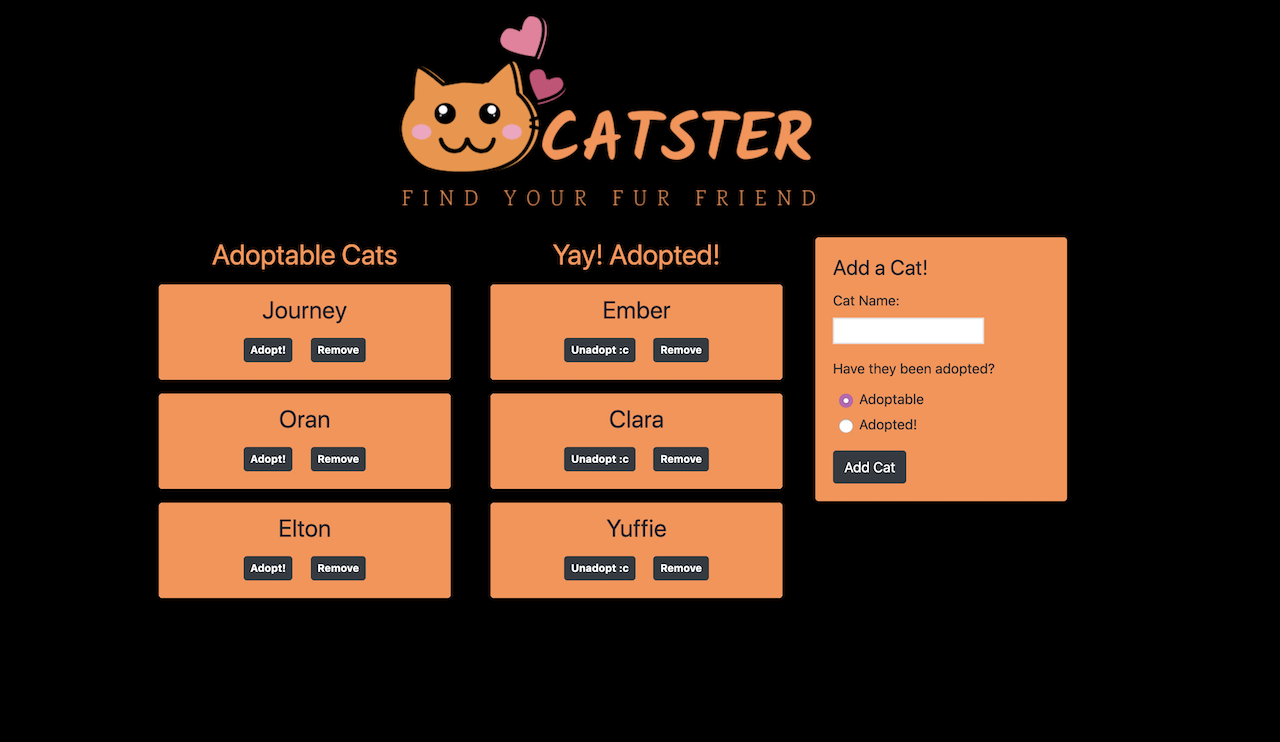 CATSTER
FIND YOUR FUR FRIEND
Adoptable Cats
Journey
Adopt! Remove
Oran
Adopt! Remove
Elton
Adopt! Remove
Yay! Adopted!
Ember
Unadopt :c Remove
Clara
Unadopt :c Remove
Yuffie
Unadopt :c Remove
Add a Cat!
Cat Name:
Have they been adopted?
Adoptable
Adopted!
Add Cat